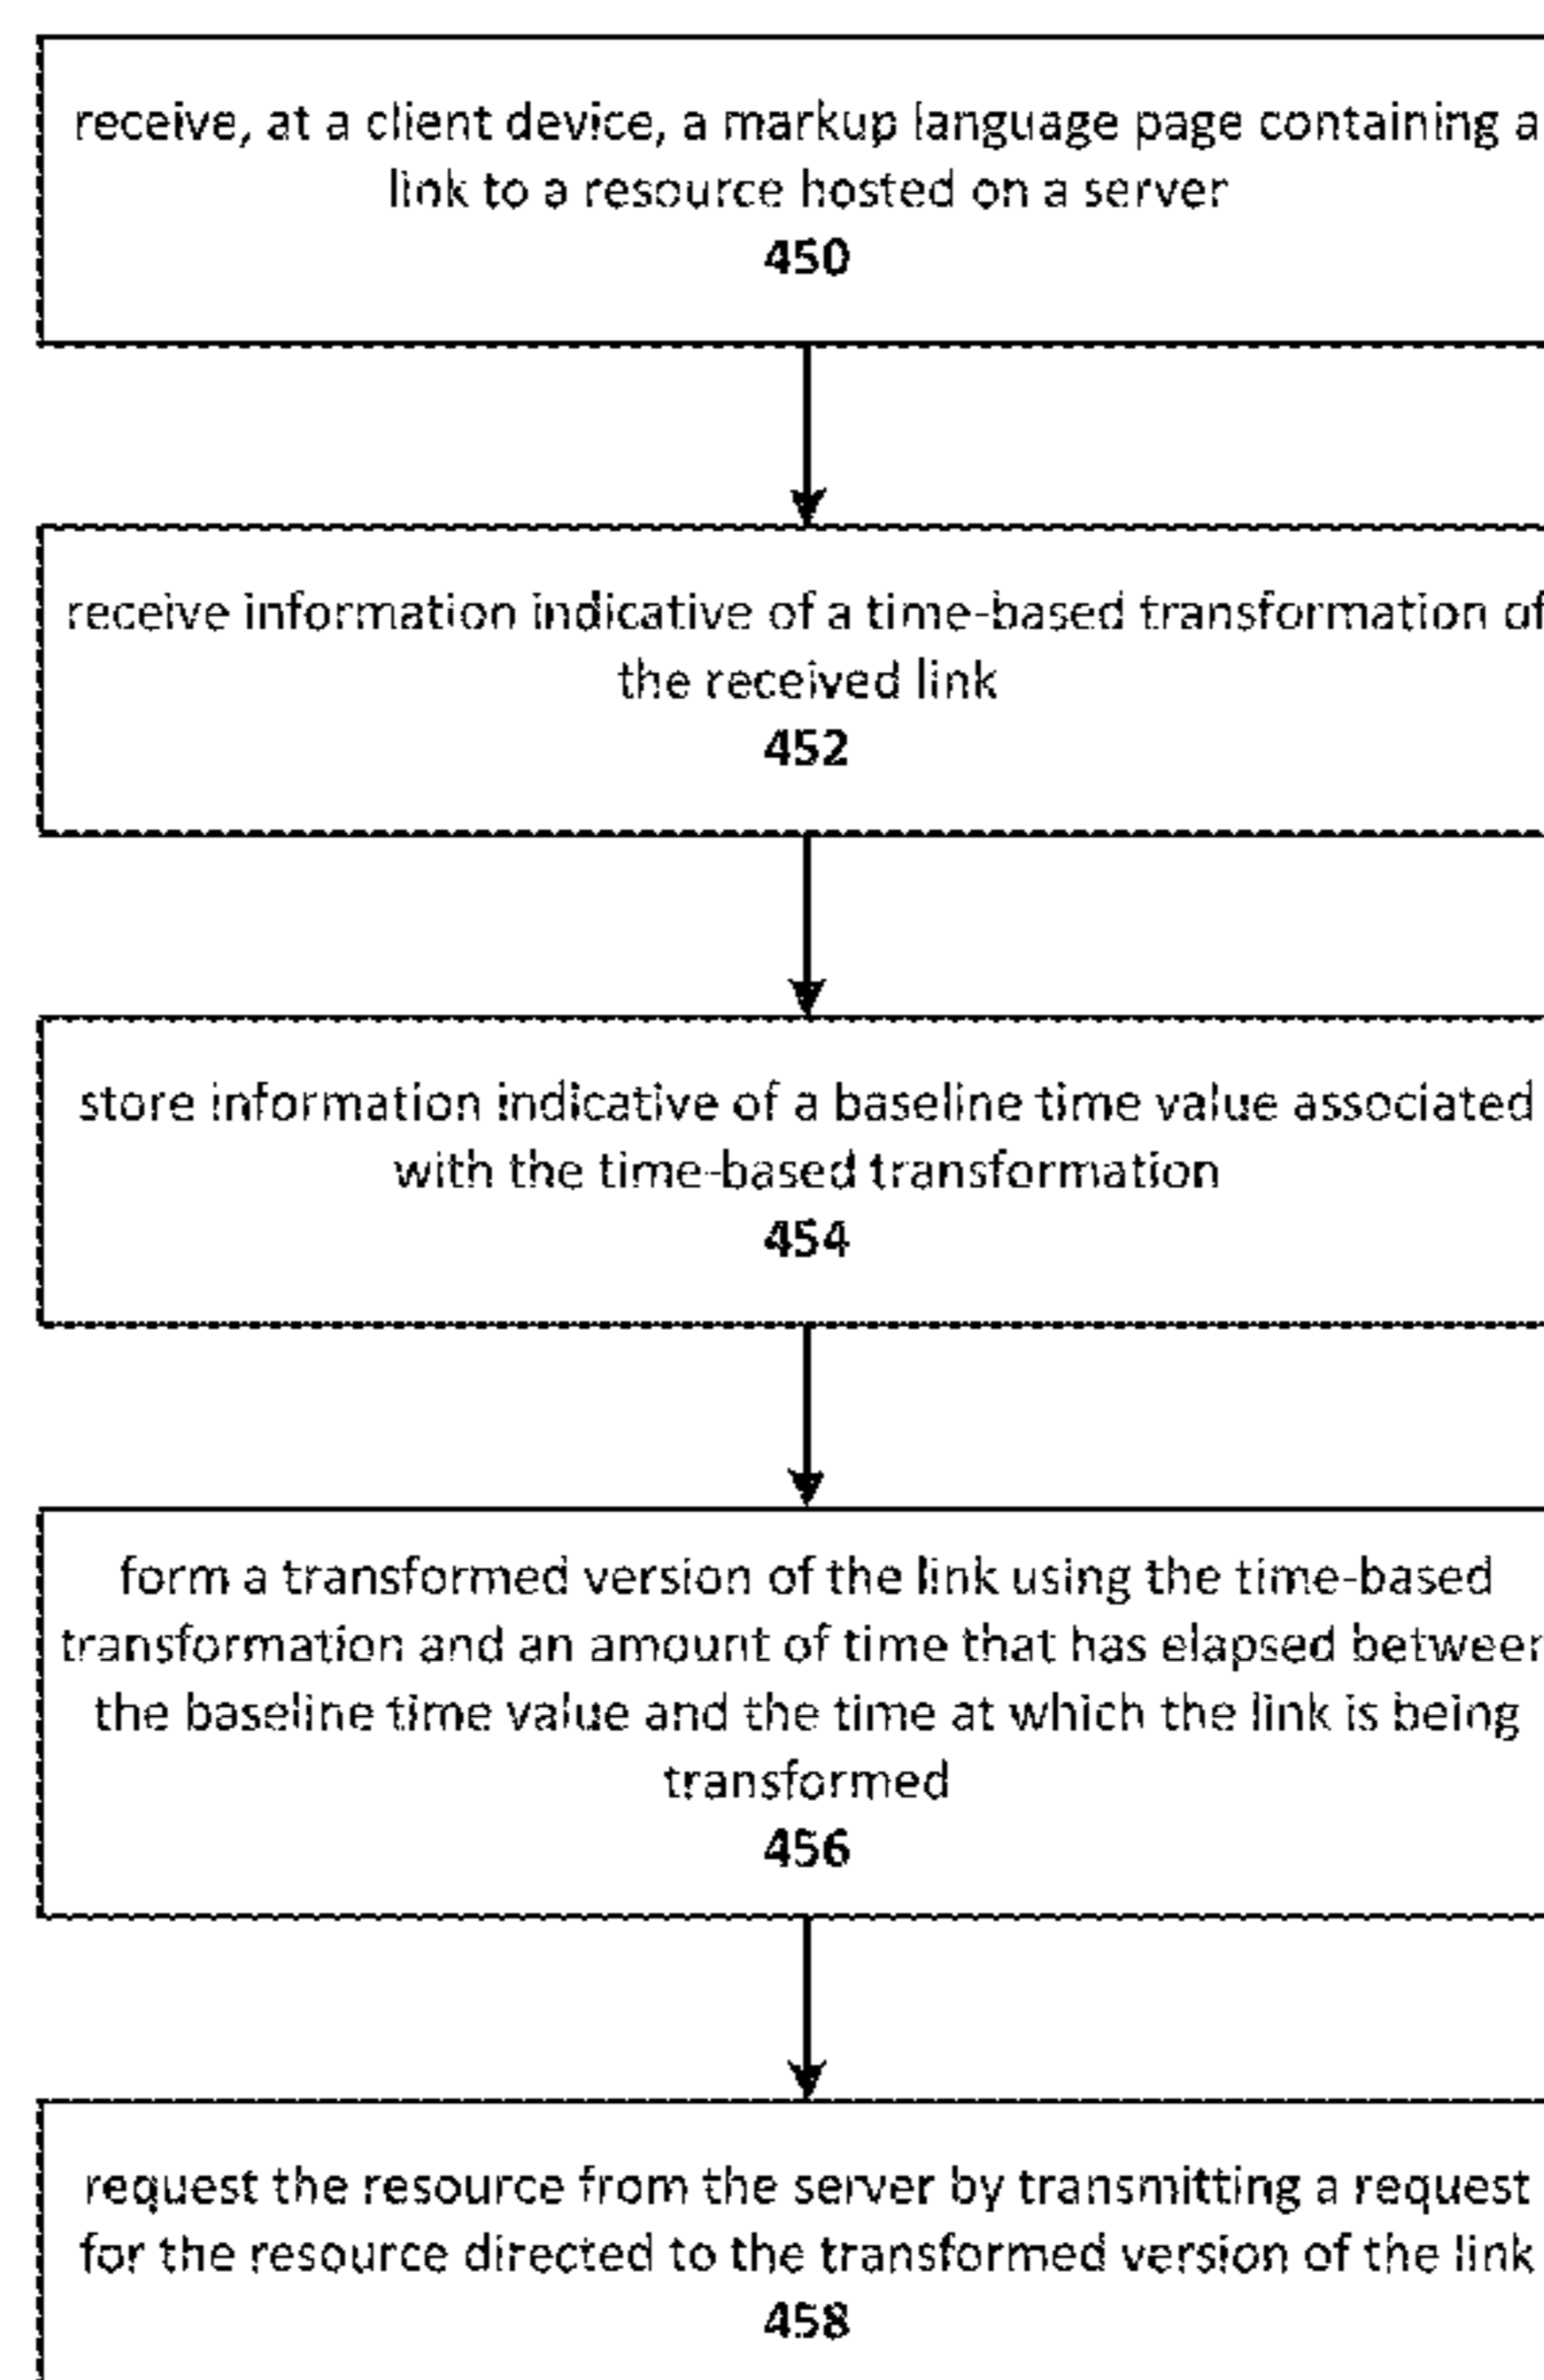 receive, at a client device, a markup language page containing a
link to a resource hosted on a server
450
receive information indicative of a time-based transformation of
the received link
452
store information indicative of a baseline time value associated
with the time-based transformation
454
form a transformed version of the link using the time-based
transformation and an amount of time that has elapsed between
the baseline time value and the time at which the link is being
transformed
456
request the resource from the server by transmitting a request
for the resource directed to the transformed version of the link
458